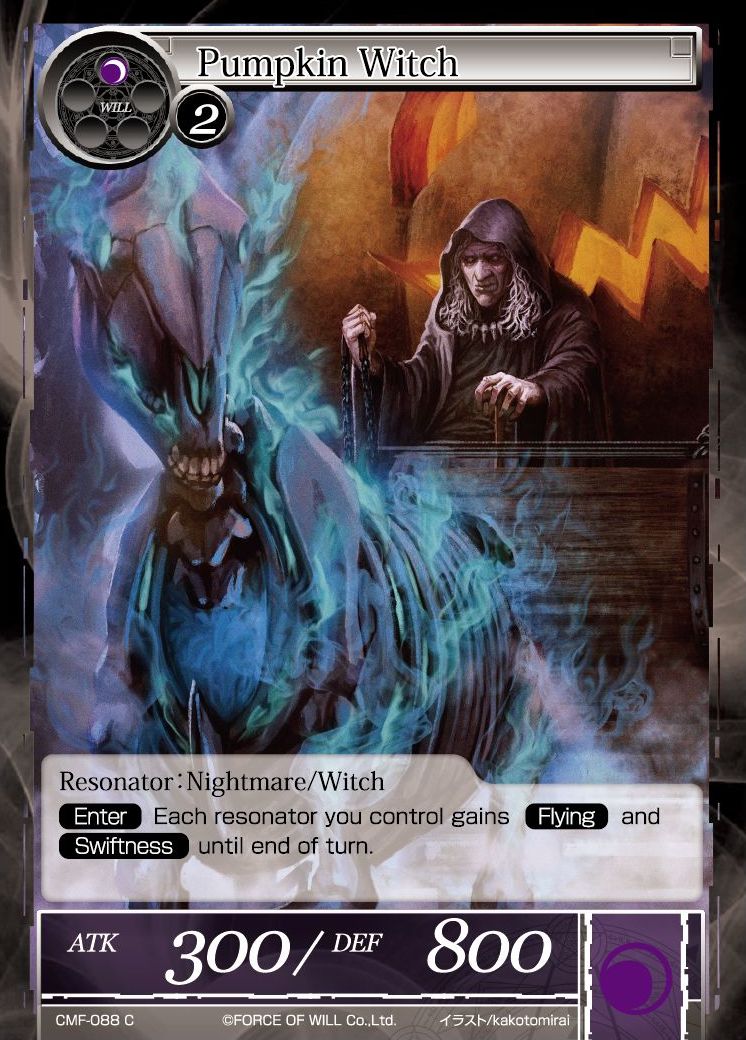 Pumpkin Witch
WILL
2
Resonator:Nightmare/Witch
Enter Each resonator you control gains Flying and
Swiftness until end of turn.
ATK 300/ DEF 800
CMF-088 C ©FORCE OF WILL Co.,Ltd. イラスト/kakotomirai